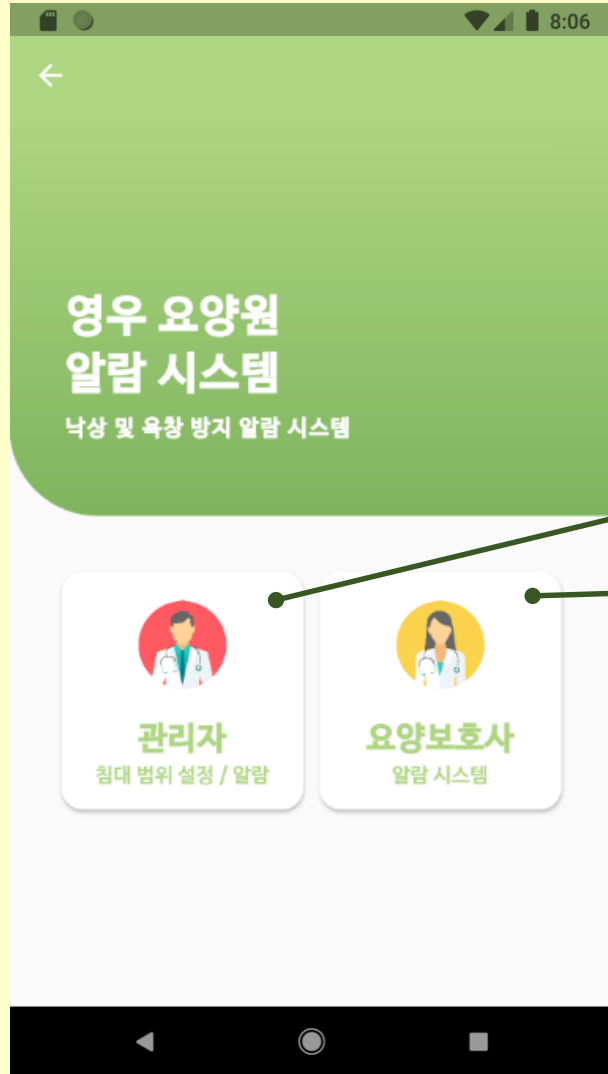 8:06
영우 요양원
알람 시스템
낙상 및 욕창 방지 알람 시스템
관리자
침대 범위 설정 / 알람
요양보호사
알람 시스템